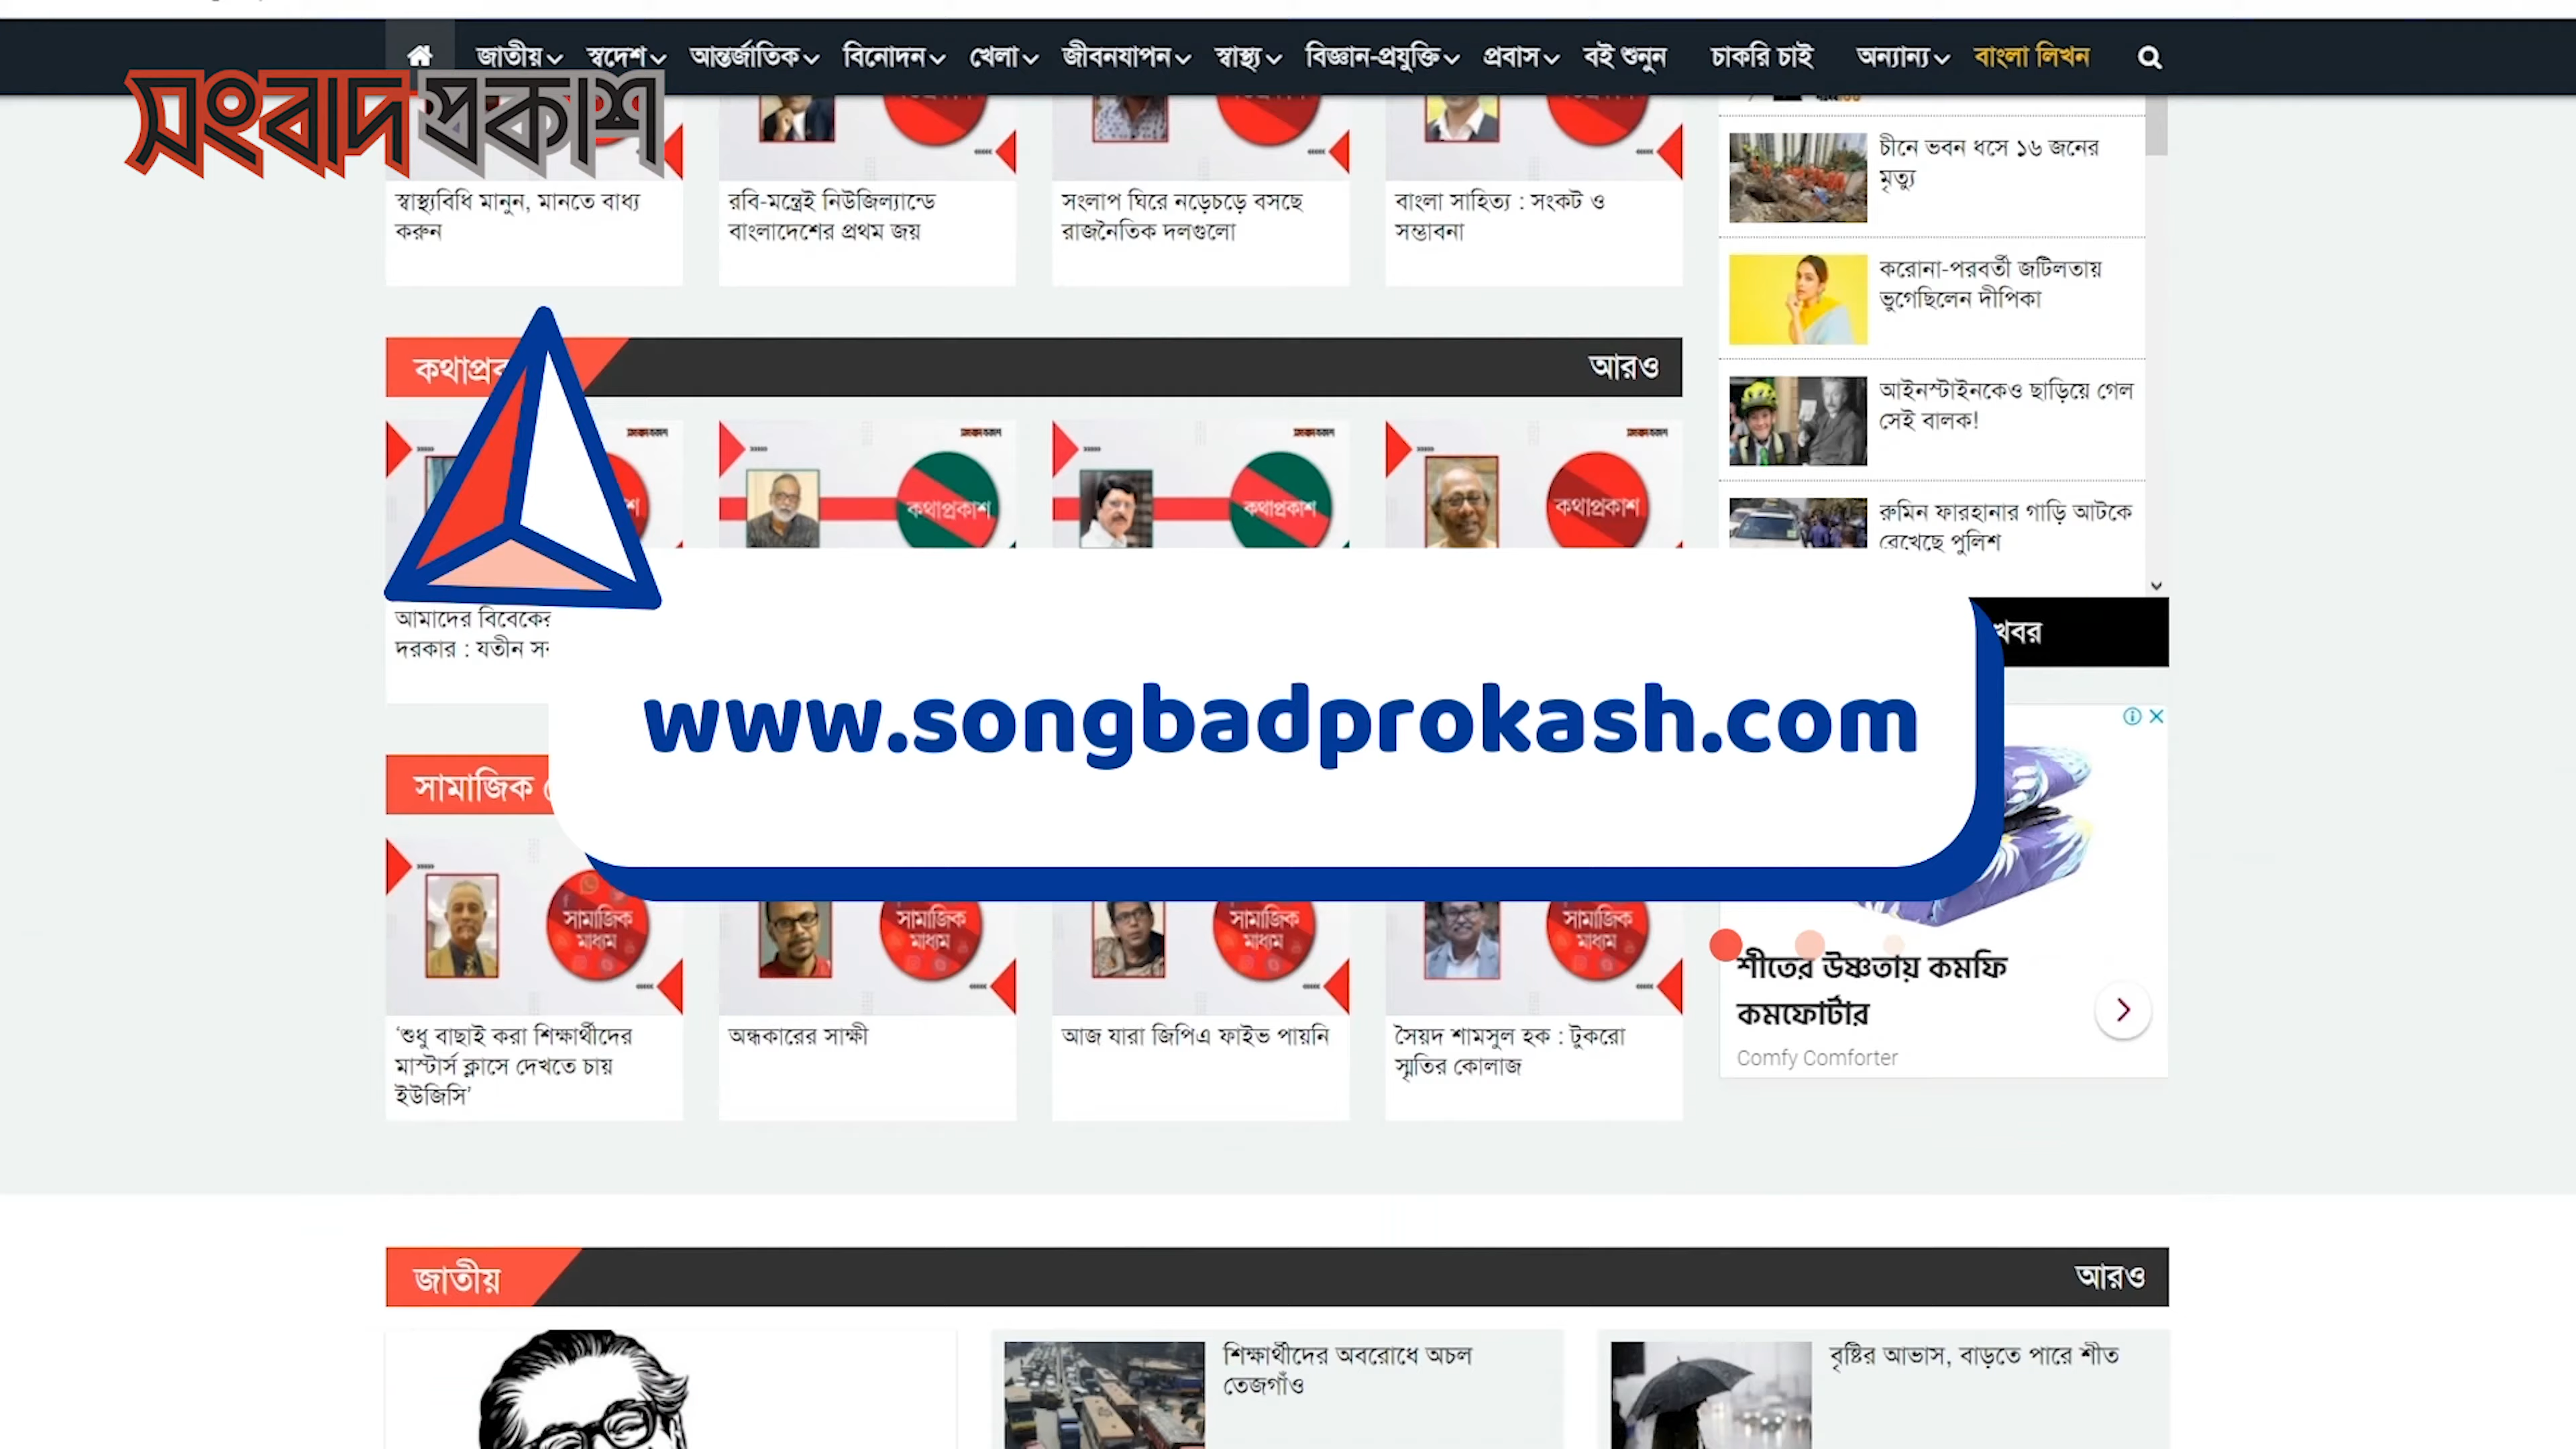 জাতীয় স্বদেশ আন্তর্জাতিক বিনোদন খেলা জীবনযাপন স্বাস্থ্য বিজ্ঞান-প্রযুক্তি প্রবাস বই শুনুন চাকরি চাই অন্যান্য বাংলা লিখন
সংবাদ প্রকাশ
স্বাস্থ্যবিধি মানুন, মানতে বাধ্য
করুন
রবি-মন্ত্রেই নিউজিল্যান্ডে
বাংলাদেশের প্রথম জয়
সংলাপ ঘিরে নড়েচড়ে বসছে
রাজনৈতিক দলগুলো
বাংলা সাহিত্য : সংকট ও
সম্ভাবনা
চীনে ভবন ধসে ১৬ জনের
মৃত্যু
করোনা-পরবর্তী জটিলতায়
ভুগেছিলেন দীপিকা
আইনস্টাইনকেও ছাড়িয়ে গেল
সেই বালক!
রুমিন ফারহানার গাড়ি আটকে
রেখেছে পুলিশ
আরও
সংবাদ প্রকাশ
সংবাদ প্রকাশ
সংবাদ প্রকাশ
সংবাদ প্রকাশ
কথাপ্রকাশ
কথাপ্রকাশ
কথাপ্রকাশ
আমাদের বিবেকের
দরকার : যতীন
খবর
www.songbadprokash.com
সামাজিক
সামাজিক
মাধ্যম
সামাজিক
মাধ্যম
সামাজিক
মাধ্যম
সামাজিক
মাধ্যম
‘শুধু বাছাই করা শিক্ষার্থীদের
মাস্টার্স ক্লাসে দেখতে চায়
ইউজিসি’
অন্ধকারের সাক্ষী
আজ যারা জিপিএ ফাইভ পায়নি
সৈয়দ শামসুল হক : টুকরো
স্মৃতির কোলাজ
শীতের উষ্ণতায় কমফি
কমফোর্টার
Comfy Comforter
জাতীয়
আরও
শিক্ষার্থীদের অবরোধে অচল
তেজগাঁও
বৃষ্টির আভাস, বাড়তে পারে শীত